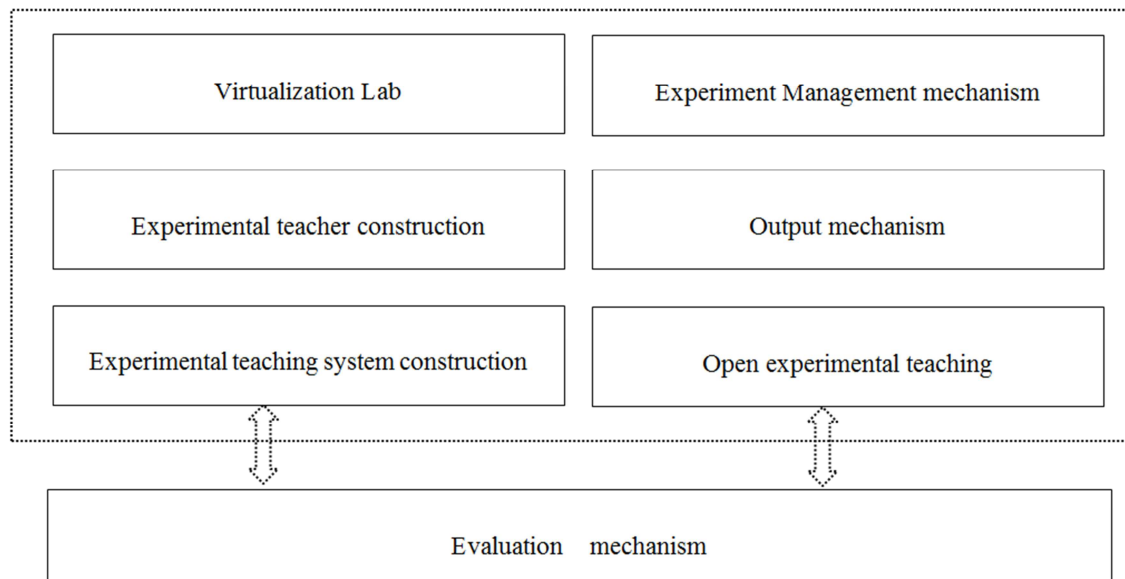 Virtualization Lab
Experiment Management mechanism
Experimental teacher construction
Output mechanism
Experimental teaching system construction
Open experimental teaching
Evaluation mechanism